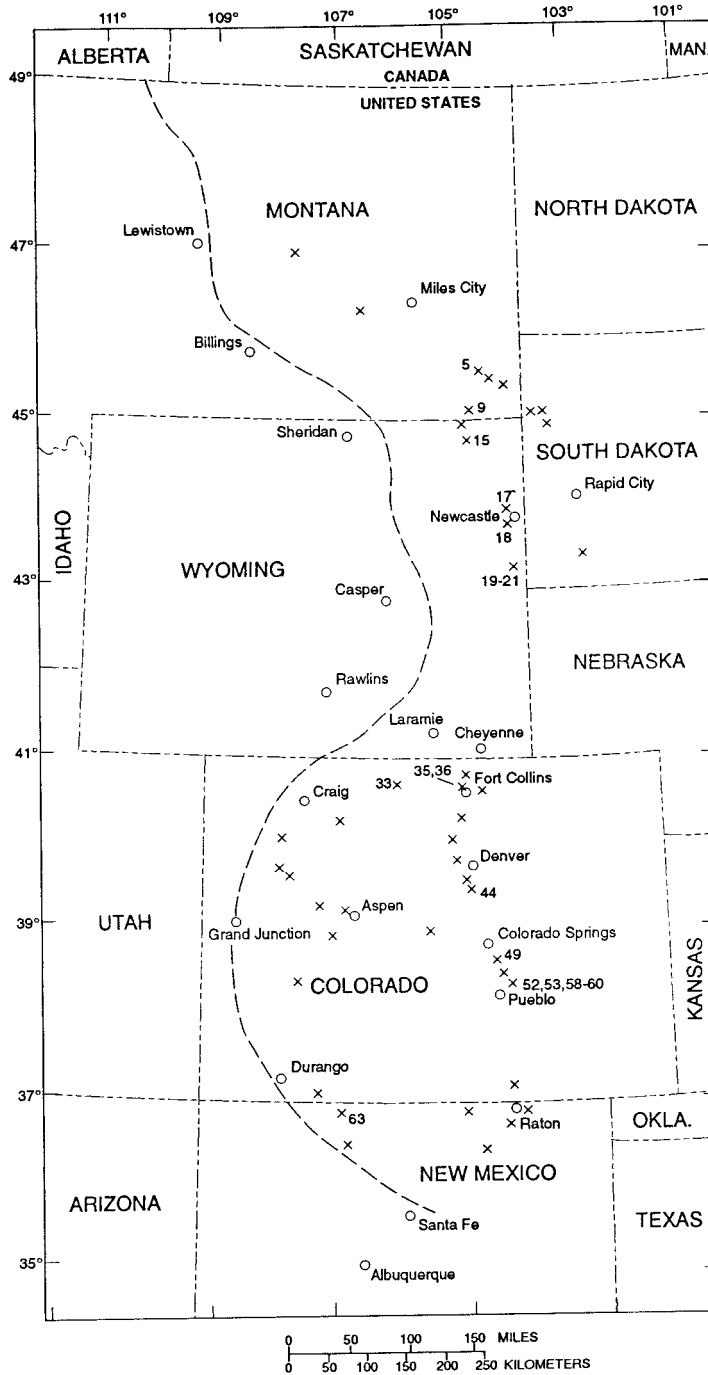 111° 109° 107° 105° 103° 101°
ALBERTA SASKATCHEWAN MAN.
49° CANADA
UNITED STATES
MONTANA NORTH DAKOTA
Lewistown
47°
Miles City
Billings
5
45° 9
Sheridan 15
SOUTH DAKOTA
Rapid City
17
Newcastle
18
IDAHO
WYOMING
43° 19-21
Casper
NEBRASKA
Rawlins
Laramie
Cheyenne
41°
35,36
33 Fort Collins
Craig
Denver
44
39° UTAH Aspen
Grand Junction Colorado Springs
49
KANSAS
COLORADO 52,53,58-60
Pueblo
Durango
37°
63 Raton OKLA.
NEW MEXICO
ARIZONA TEXAS
Santa Fe
35°
Albuquerque
0 50 100 150 MILES
0 50 100 150 200 250 KILOMETERS